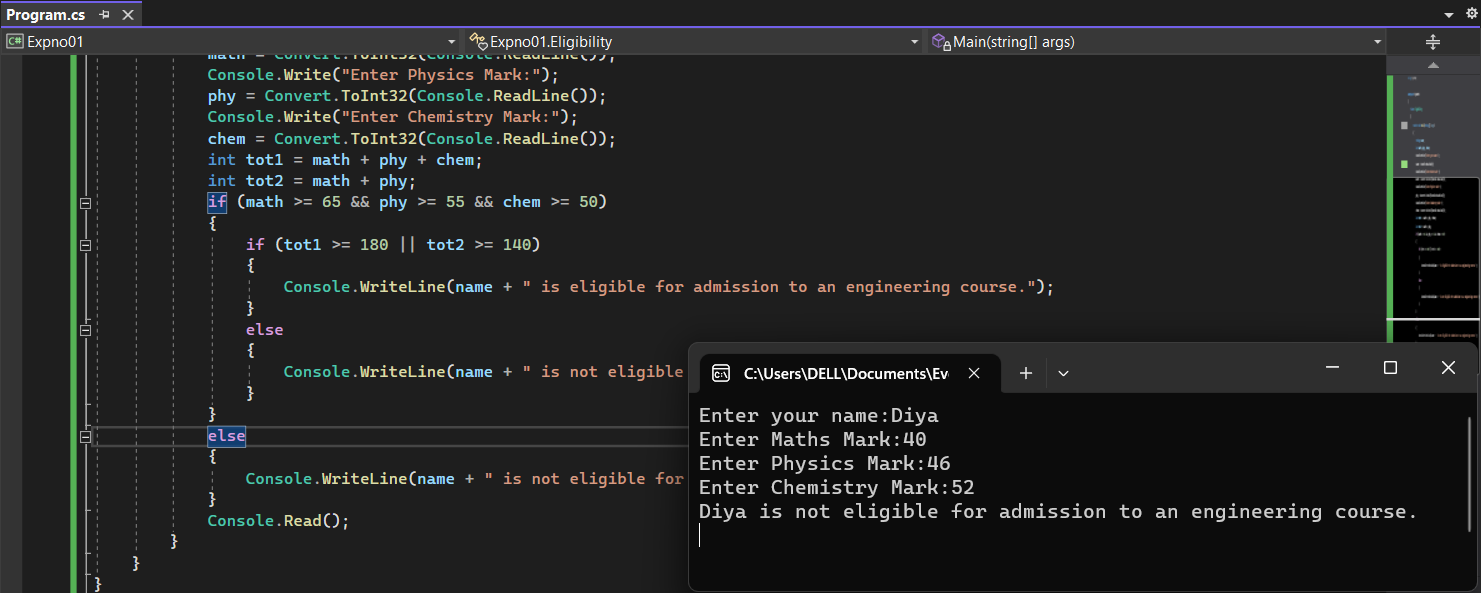 Program.cs
Expno01 Expno01.Eligibility Main(string[] args)
math = Convert.ToInt32(Console.ReadLine());
Console.Write("Enter Physics Mark:");
phy = Convert.ToInt32(Console.ReadLine());
Console.Write("Enter Chemistry Mark:");
chem = Convert.ToInt32(Console.ReadLine());
int tot1 = math + phy + chem;
int tot2 = math + phy;
if (math >= 65 && phy >= 55 && chem >= 50)
{
if (tot1 >= 180 || tot2 >= 140)
{
Console.WriteLine(name + " is eligible for admission to an engineering course.");
}
else
{
Console.WriteLine(name + " is not eligible
}
}
else
{
Console.WriteLine(name + " is not eligible for
}
Console.Read();
}
}
}
C:\Users\DELL\Documents\Ev
Enter your name:Diya
Enter Maths Mark:40
Enter Physics Mark:46
Enter Chemistry Mark:52
Diya is not eligible for admission to an engineering course.